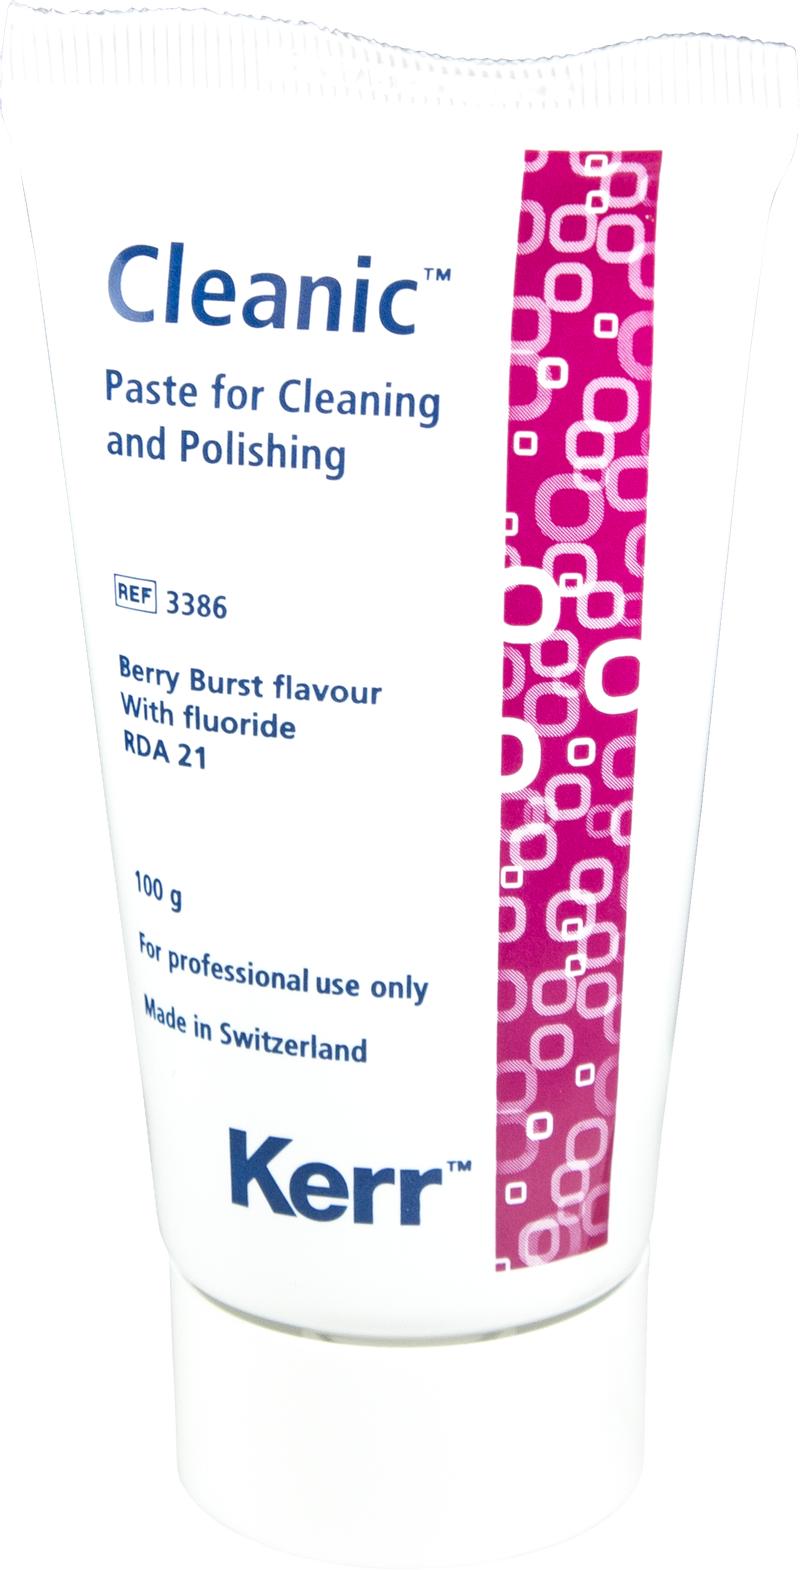 Cleanic™
Paste for Cleaning
and Polishing
REF 3386
Berry Burst flavour
With fluoride
RDA 21
100 g
For professional use only
Made in Switzerland
Kerr™